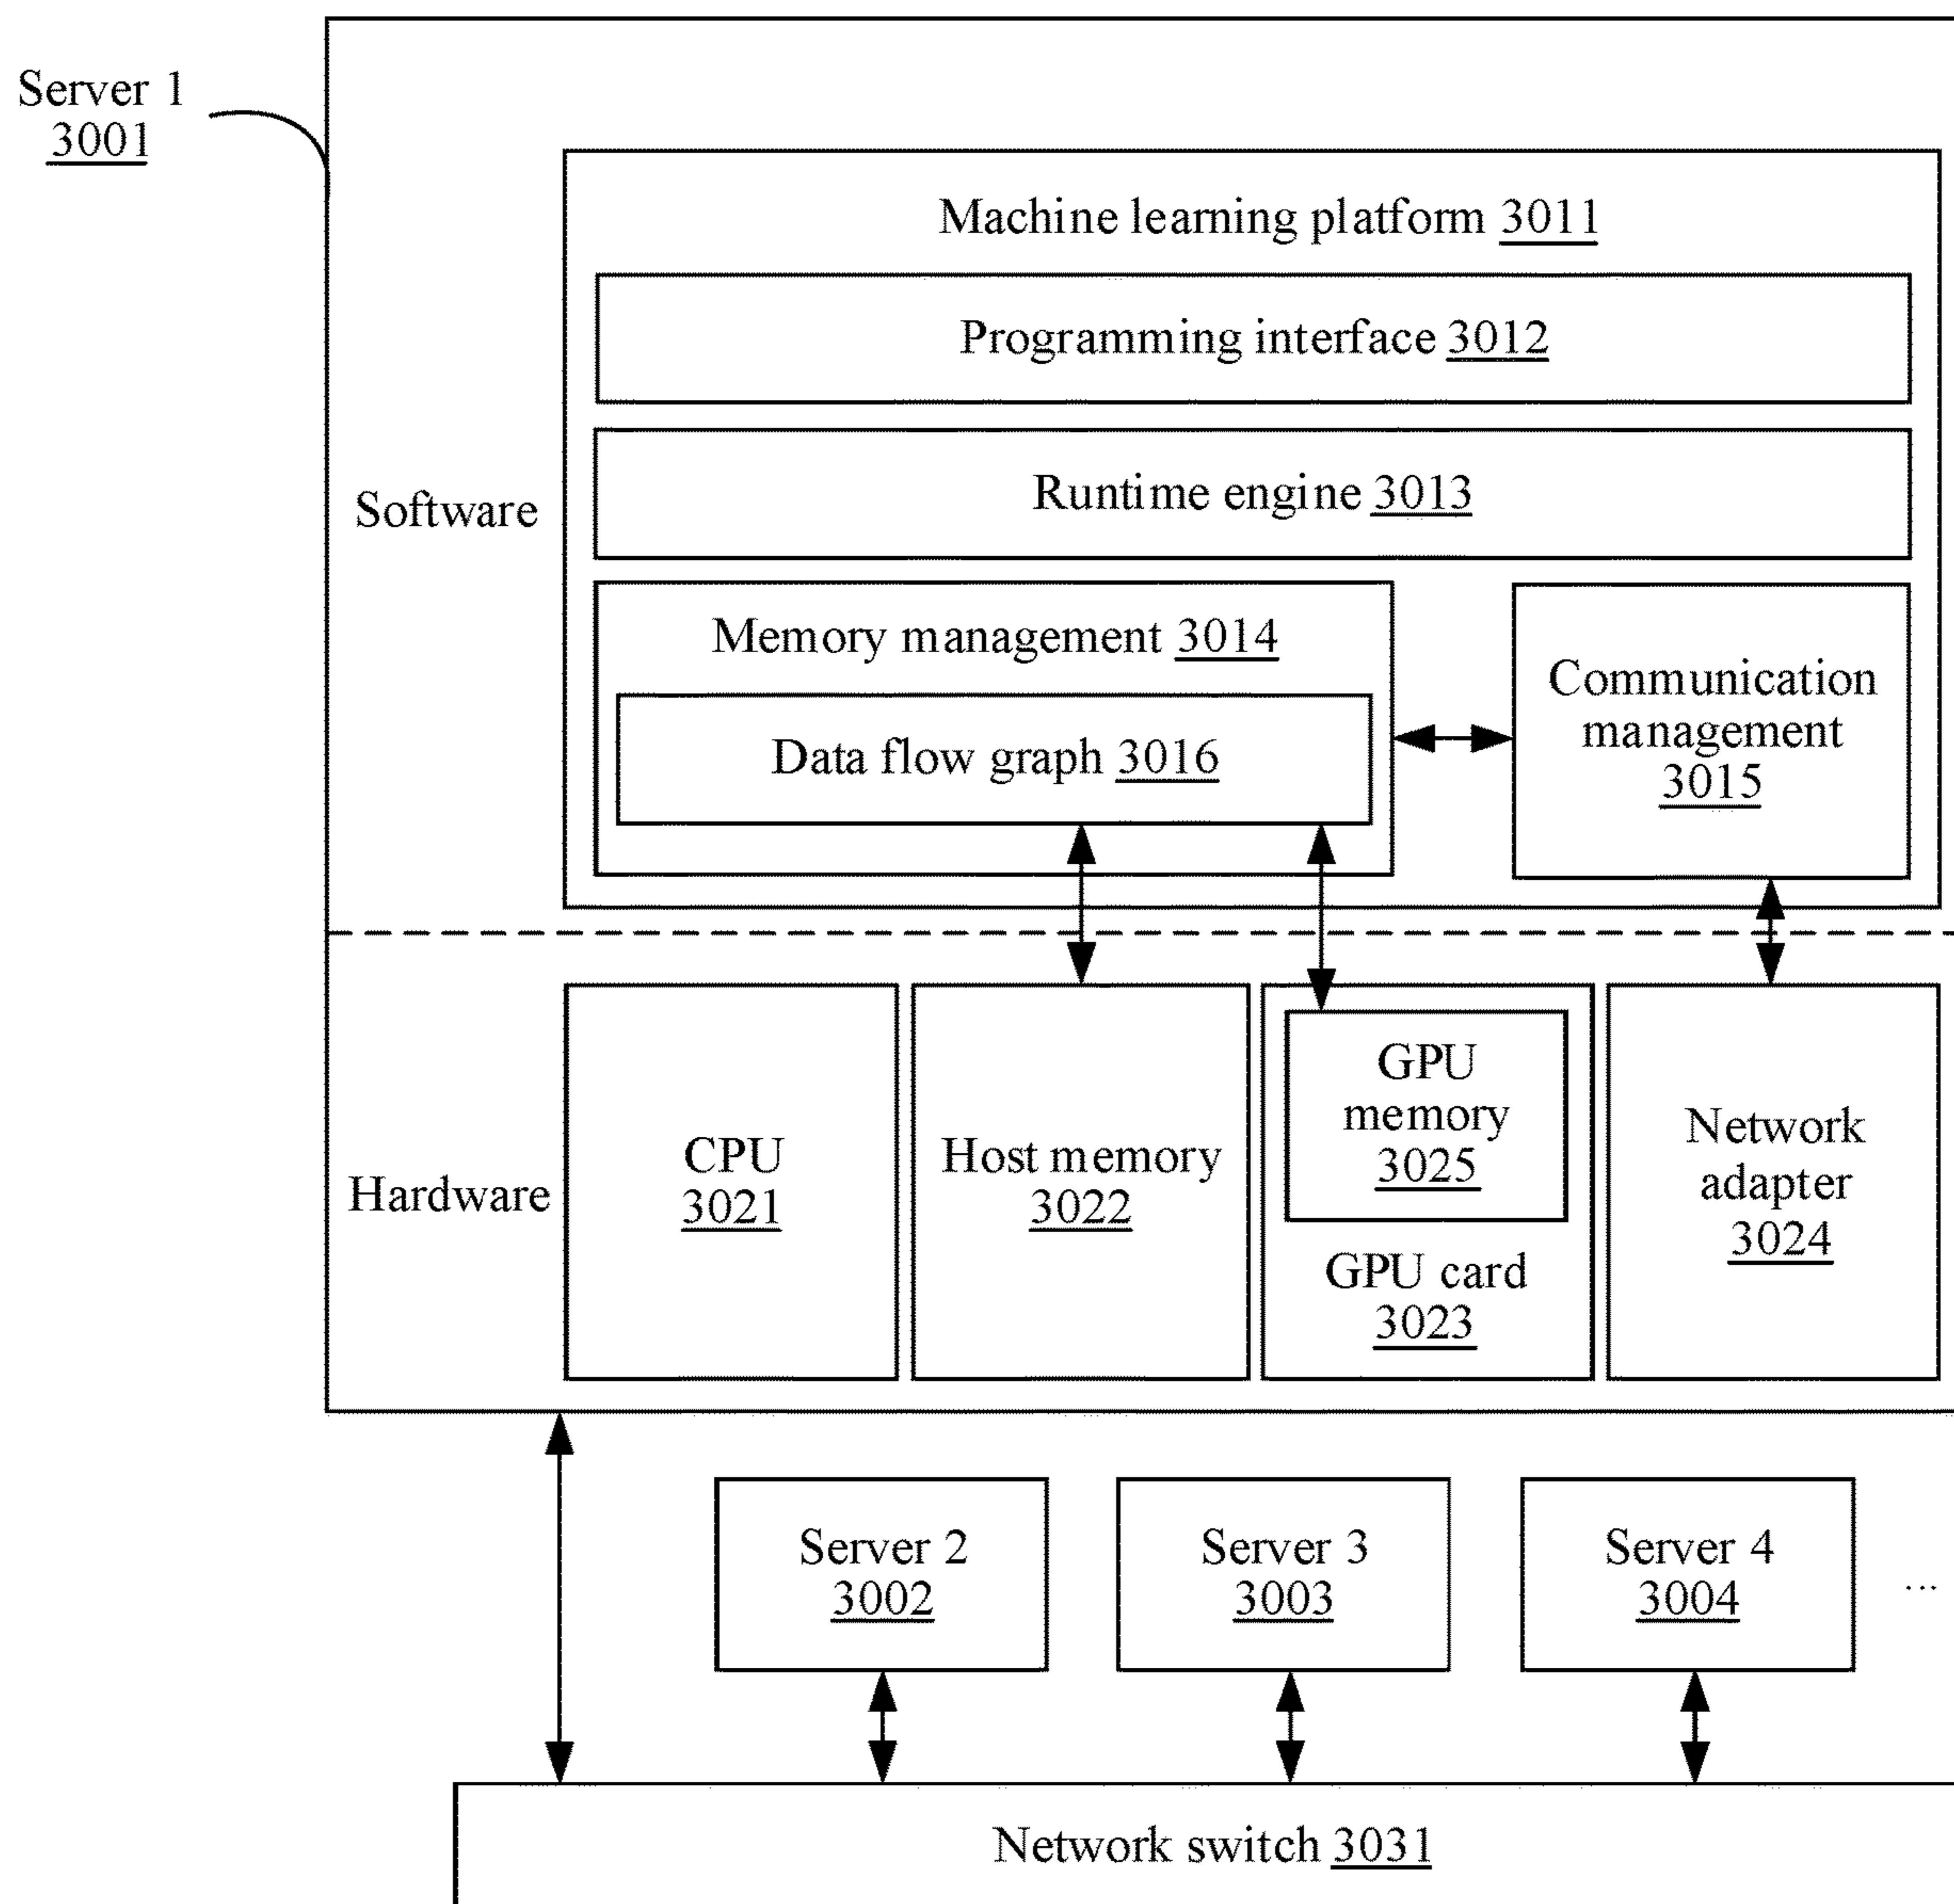 Server 1
3001
Machine learning platform 3011
Programming interface 3012
Runtime engine 3013
Software
Memory management 3014
Data flow graph 3016
Communication
management
3015
Hardware
CPU
3021
Host memory
3022
GPU
memory
3025
GPU card
3023
Network
adapter
3024
Server 2
3002
Server 3
3003
Server 4
3004
...
Network switch 3031